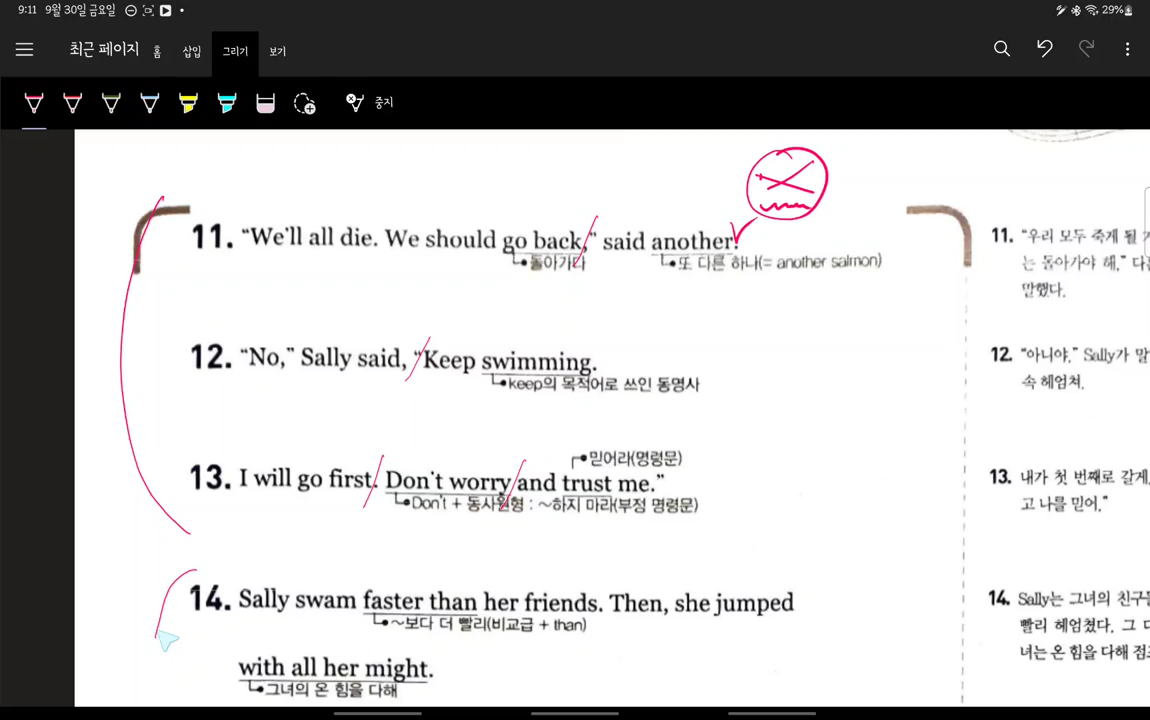 9:11 9월 30일 금요일
29%
최근 페이지 홈 삽입 그리기 보기
중지
11. “We'll all die. We should go back,” said another.
돌아가다
또 다른 하나(= another salmon)
12. “No,” Sally said, “Keep swimming.
keep의 목적어로 쓰인 동명사
믿어라(명령문)
13. I will go first. Don't worry and trust me.”
Don't + 동사원형 : ~하지 마라(부정 명령문)
14. Sally swam faster than her friends. Then, she jumped
~보다 더 빨리(비교급 + than)
with all her might.
그녀의 온 힘을 다해
11. “우리 모두 죽게 될
는 돌아가야 해,”
말했다.
12. “아니야,” Sally가
속 헤엄쳐.
13. 내가 첫 번째로 갈게
고 나를 믿어.”
14. Sally는 그녀의
빨리 헤엄쳤다. 그
녀는 온 힘을 다해